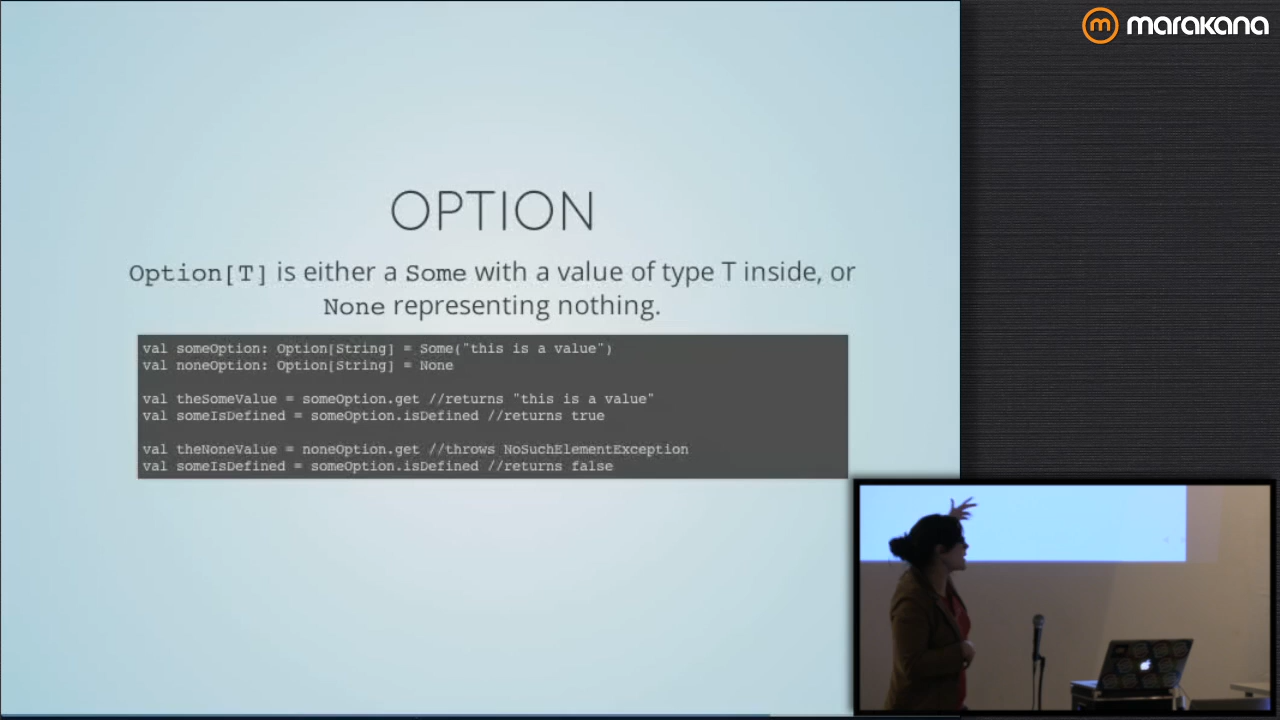 marakana
OPTION
Option[T] is either a Some with a value of type T inside, or
None representing nothing.
val someOption: Option[String] = Some("this is a value")
val noneOption: Option[String] = None
val theSomeValue = someOption.get //returns "this is a value"
val someIsDefined = someOption.isDefined //returns true
val theNoneValue = noneOption.get //throws NoSuchElementException
val someIsDefined = someOption.isDefined //returns false